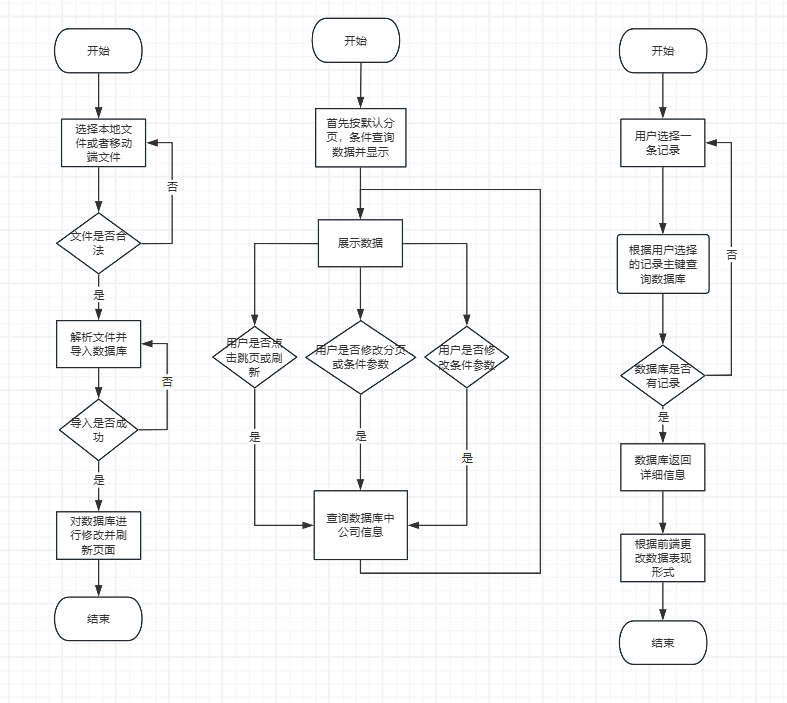 开始
选择本地文
件或者移动
端文件
否
文件是否合
法
是
解析文件并
导入数据库
否
导入是否成
功
是
对数据库进
行修改并刷
新页面
结束
开始
首先按默认分
页，条件查询
数据并显示
展示数据
用户是否点
击跳页或刷
新
用户是否修改分页
或条件参数
用户是否修
改条件参数
是
是
是
查询数据库中
公司信息
开始
用户选择一
条记录
根据用户选择
的记录主键查
询数据库
否
数据库是否
有记录
是
数据库返回
详细信息
根据前端更
改数据表现
形式
结束